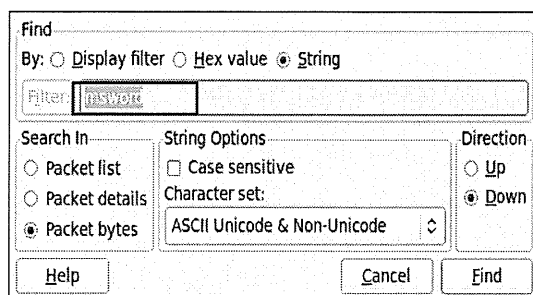 Find
By: Display filter Hex value String
Filter: msword
Search In String Options Direction
Packet list Case sensitive Up
Packet details Character set: Down
Packet bytes ASCII Unicode & Non-Unicode
Help Cancel Find